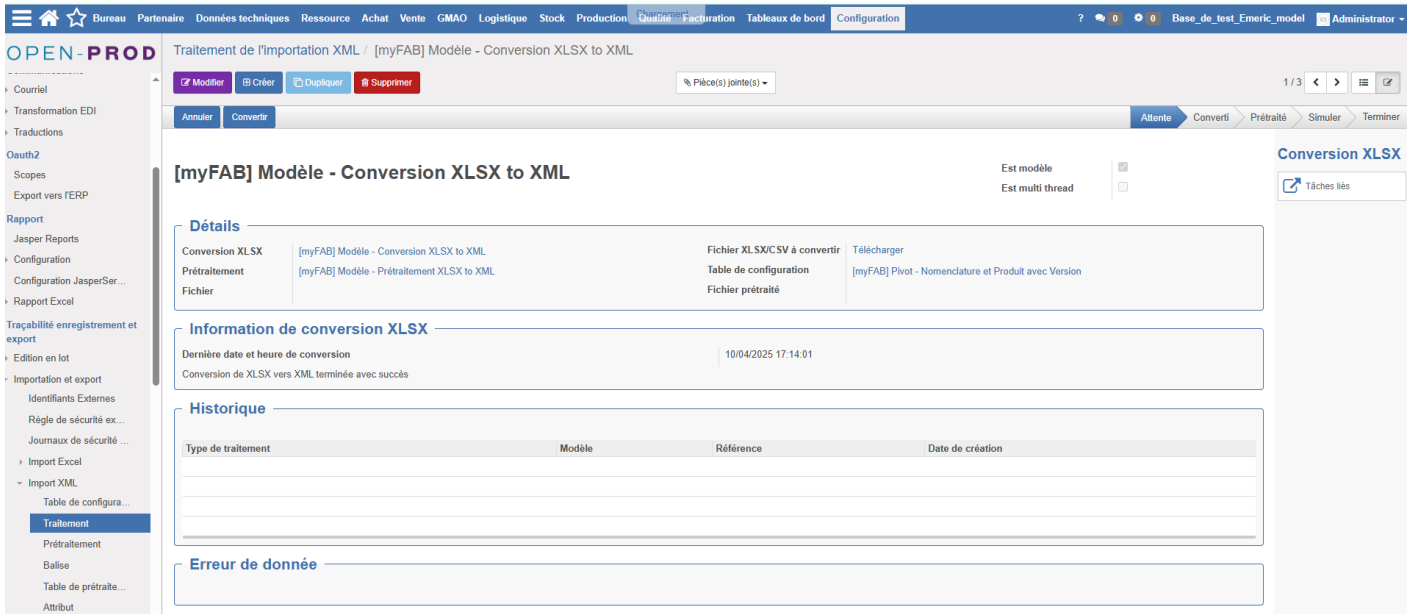 Bureau Partenaire Données techniques Ressource Achat Vente GMAO Logistique Stock Production Qualité Facturation Tableaux de bord Configuration ? 0 0 Base_de_test_Emeric_model Administrator
Chargement
OPEN-PROD
Traitement de l'importation XML / [myFAB] Modèle - Conversion XLSX to XML
Modifier Créer Dupliquer Supprimer Pièce(s) jointe(s) 1 / 3
Annuler Convertir Attente Converti Prétraité Simuler Terminer
Courriel
Transformation EDI
Traductions
Oauth2
Scopes
Export vers l'ERP
Rapport
Jasper Reports
Configuration
Configuration JasperSer...
Rapport Excel
Traçabilité enregistrement et
export
Edition en lot
Importation et export
Identifiants Externes
Règle de sécurité ex...
Journaux de sécurité ...
Import Excel
Import XML
Table de configura...
Traitement
Prétraitement
Balise
Table de prétraite...
Attribut
[myFAB] Modèle - Conversion XLSX to XML
Est modèle
Est multi thread
Détails
Conversion XLSX [myFAB] Modèle - Conversion XLSX to XML Fichier XLSX/CSV à convertir Télécharger
Prétraitement [myFAB] Modèle - Prétraitement XLSX to XML Table de configuration [myFAB] Pivot - Nomenclature et Produit avec Version
Fichier Fichier prétraité
Information de conversion XLSX
Dernière date et heure de conversion 10/04/2025 17:14:01
Conversion de XLSX vers XML terminée avec succès
Historique
Type de traitement Modèle Référence Date de création
Erreur de donnée
Conversion XLSX
Tâches liés